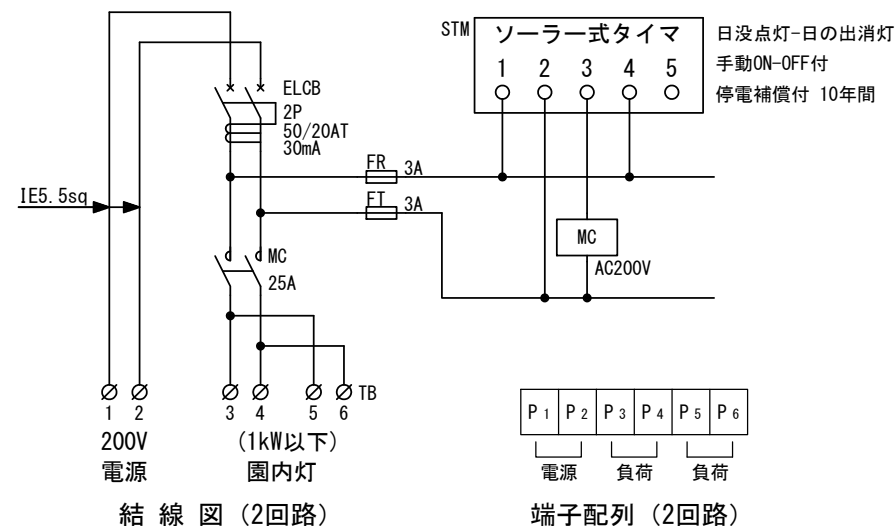 STM
ソーラー式タイマ
1 2 3 4 5
日没点灯-日の出消灯
手動ON-OFF付
停電補償付 10年間
ELCB
2P
50/20AT
30mA
FR 3A
FT 3A
IE5.5sq
MC
25A
MC
AC200V
TB
1 2 3 4 5 6
200V
電源
(1kW以下)
園内灯
P1 P2 P3 P4 P5 P6
電源 負荷 負荷
結線図 (2回路)
端子配列 (2回路)